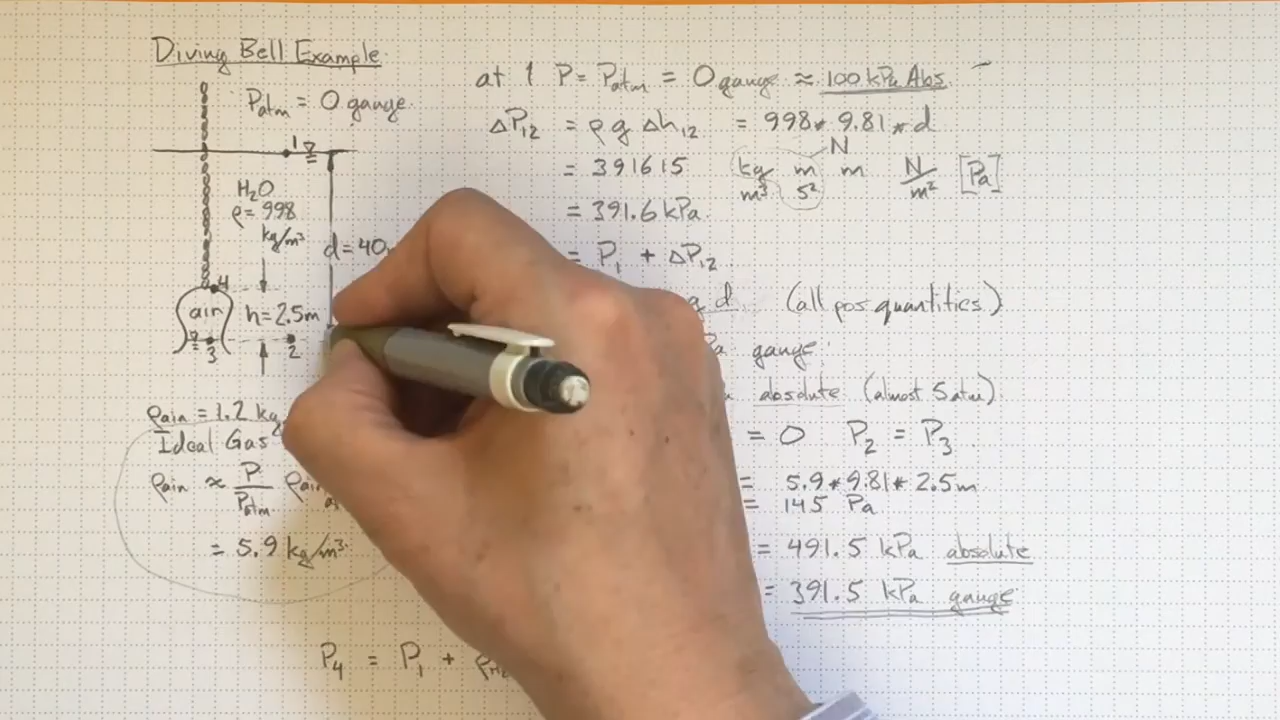 Diving Bell Example
Patm = 0 gauge
1
H₂O
ρ = 998
kg/m³
d = 40
4
air
h = 2.5m
3
2
ρair = 1.2 kg
Ideal Gas
ρair ≈ P/Patm ρair
= 5.9 kg/m³
at 1 P = Patm = 0 gauge ≈ 100 kPa Abs.
ΔP₁₂ = ρ g Δh₁₂ = 998 * 9.81 * d
N
= 391615 kg/m³ m/s² m N/m² [Pa]
= 391.6 kPa
= P₁ + ΔP₁₂
g d (all pos quantities)
gauge
absolute (almost 5 atm)
= 0 P₂ = P₃
= 5.9 * 9.81 * 2.5m
= 145 Pa
= 491.5 kPa absolute
= 391.5 kPa gauge
P₄ = P₁ +